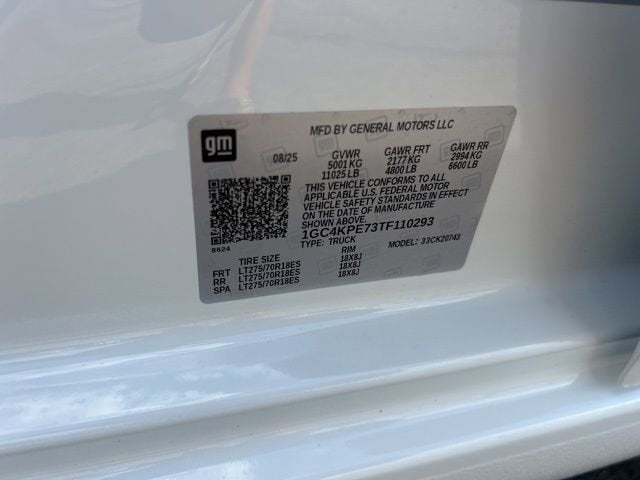 gm
MFD BY GENERAL MOTORS LLC
08/25 GVWR GAWR FRT GAWR RR
5001 KG 2177 KG 2994 KG
11025 LB 4800 LB 6600 LB
THIS VEHICLE CONFORMS TO ALL
APPLICABLE U.S. FEDERAL MOTOR
VEHICLE SAFETY STANDARDS IN EFFECT
ON THE DATE OF MANUFACTURE
SHOWN ABOVE.
1GC4KPE73TF110293
TYPE: TRUCK MODEL: 33CK20743
8624
TIRE SIZE RIM
FRT LT275/70R18ES 18X8J
RR LT275/70R18ES 18X8J
SPA LT275/70R18ES 18X8J